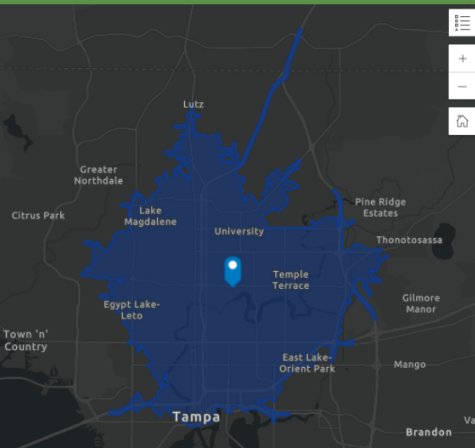 Lutz
Greater
Northdale
Citrus Park
Lake
Magdalene
University
Pine Ridge
Estates
Thonotosassa
Temple
Terrace
Egypt Lake-
Leto
Gilmore
Manor
Town 'n'
Country
East Lake-
Orient Park
Mango
Tampa
Brandon